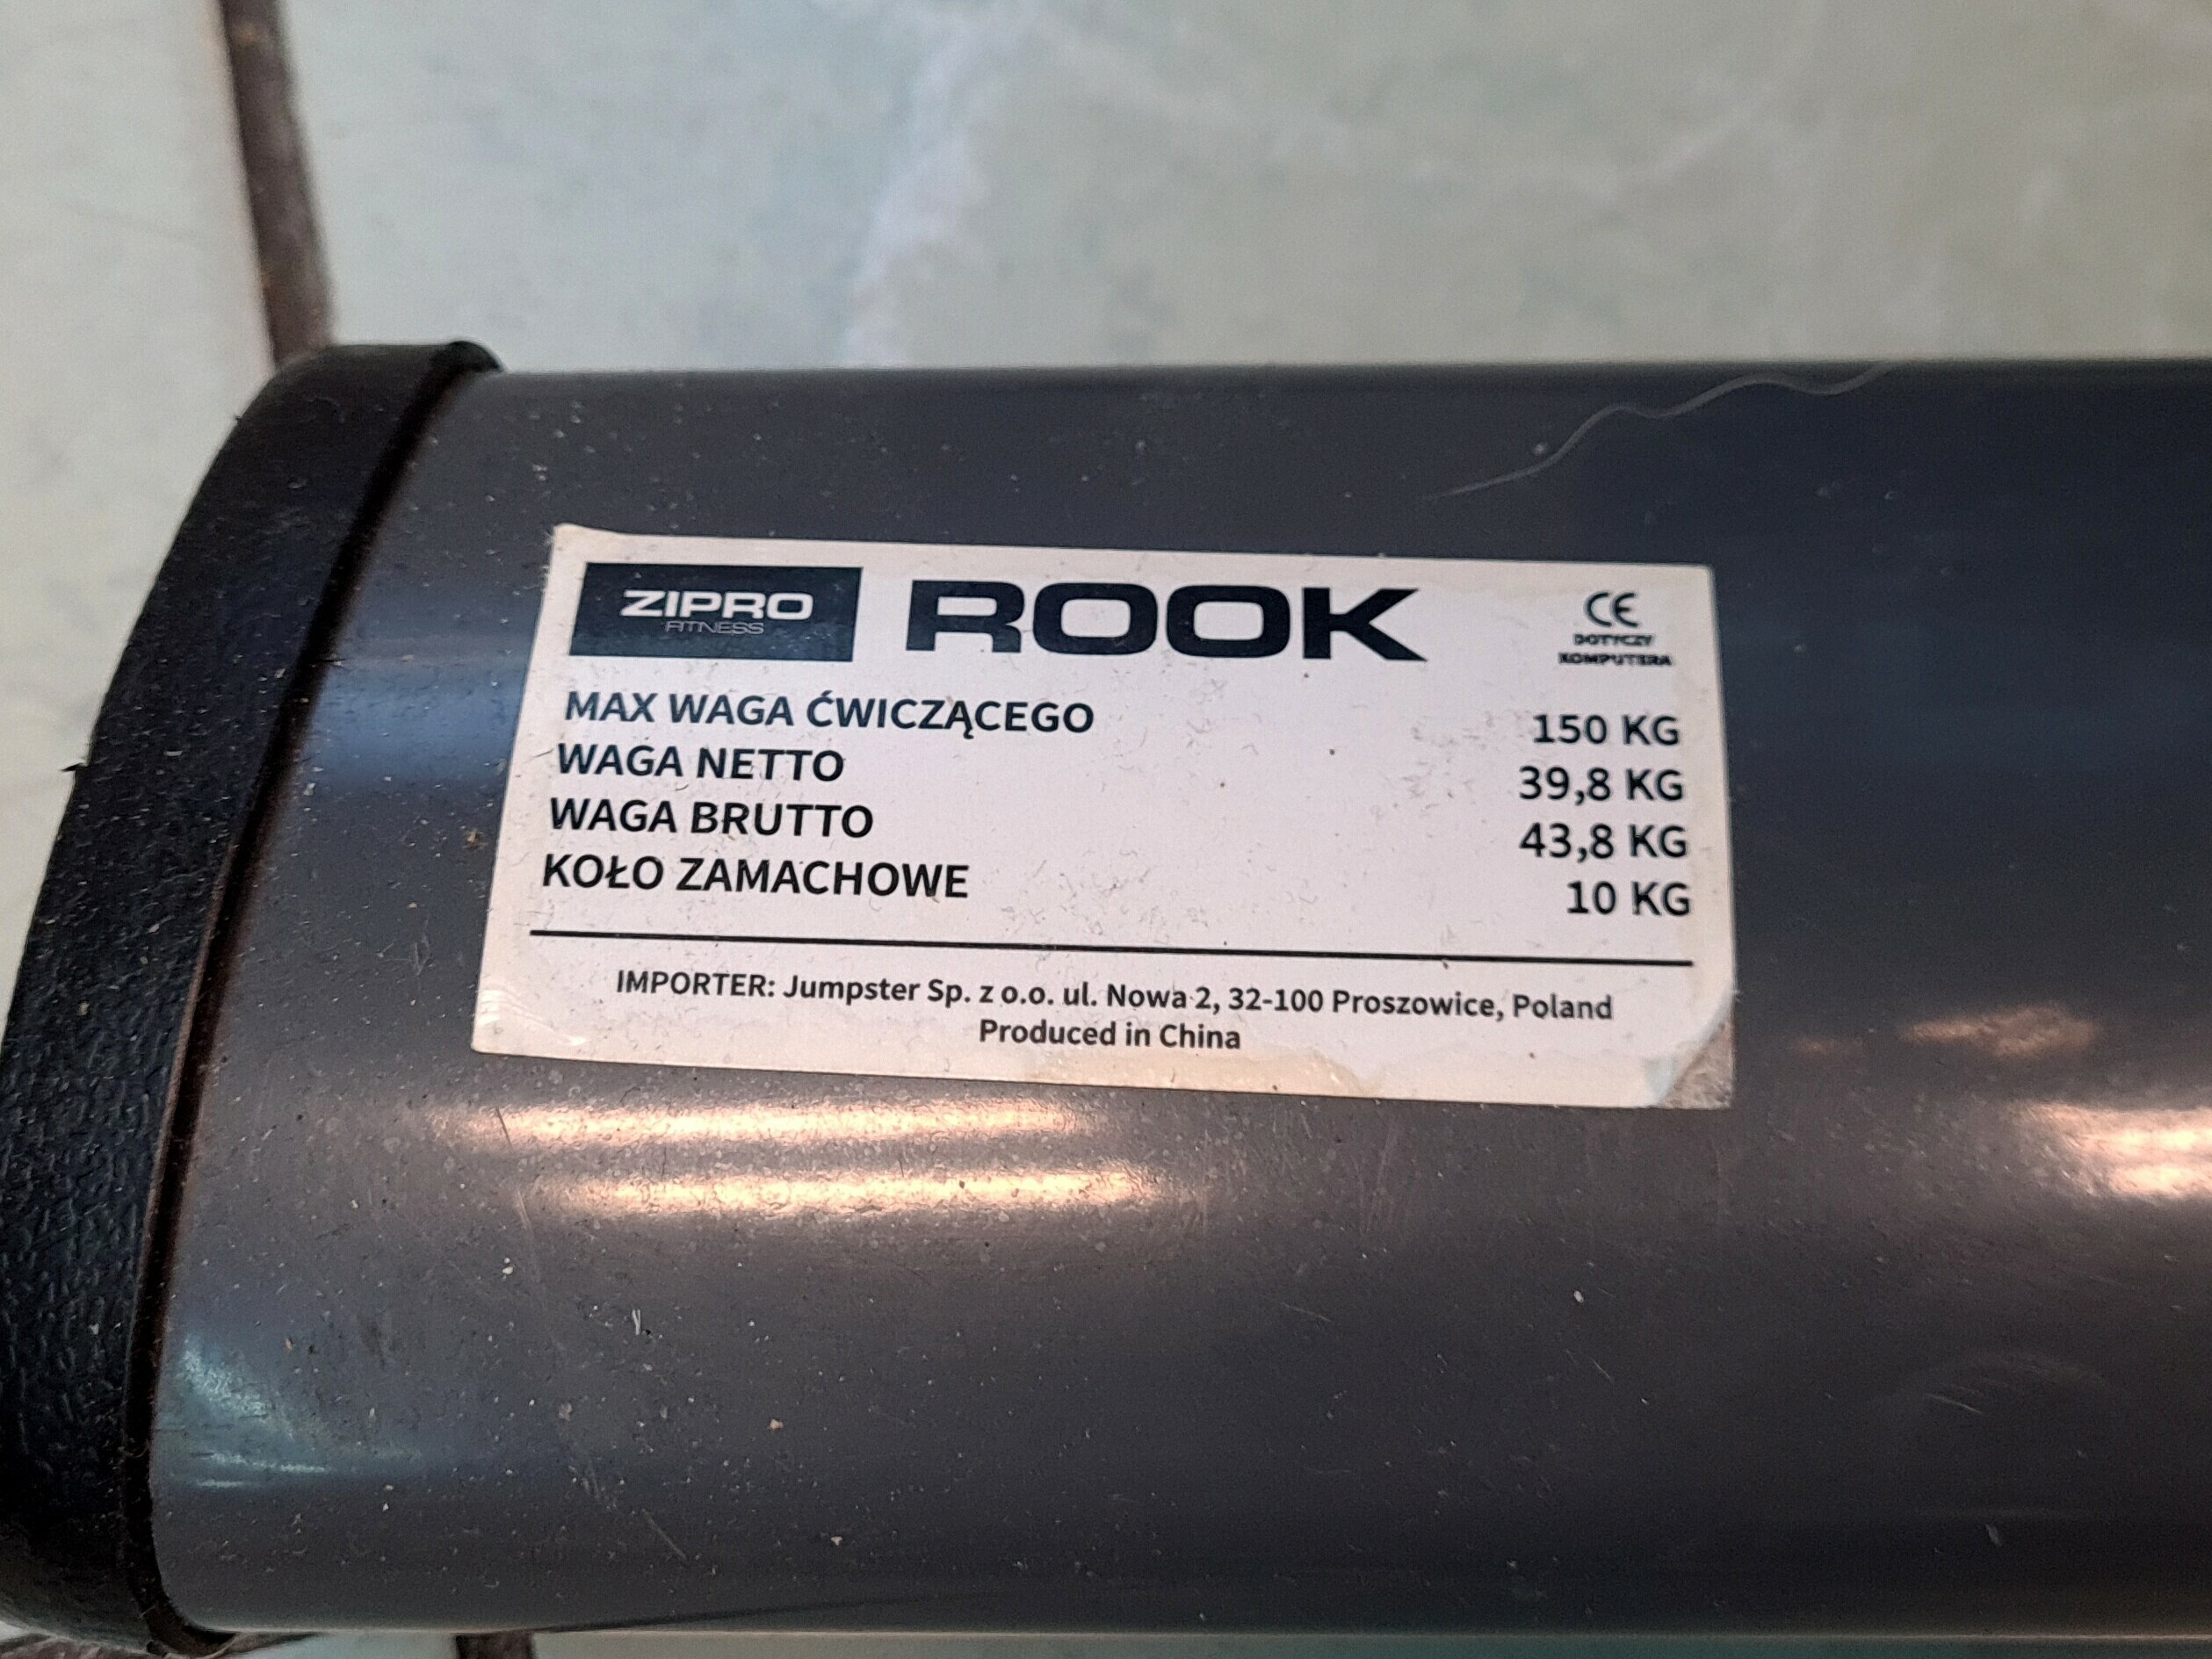 ZIPRO
FITNESS
ROOK
CE
DOTYCZY
KOMPUTERA
MAX WAGA ĆWICZĄCEGO 150 KG
WAGA NETTO 39,8 KG
WAGA BRUTTO 43,8 KG
KOŁO ZAMACHOWE 10 KG
IMPORTER: Jumpster Sp. z o.o. ul. Nowa 2, 32-100 Proszowice, Poland
Produced in China